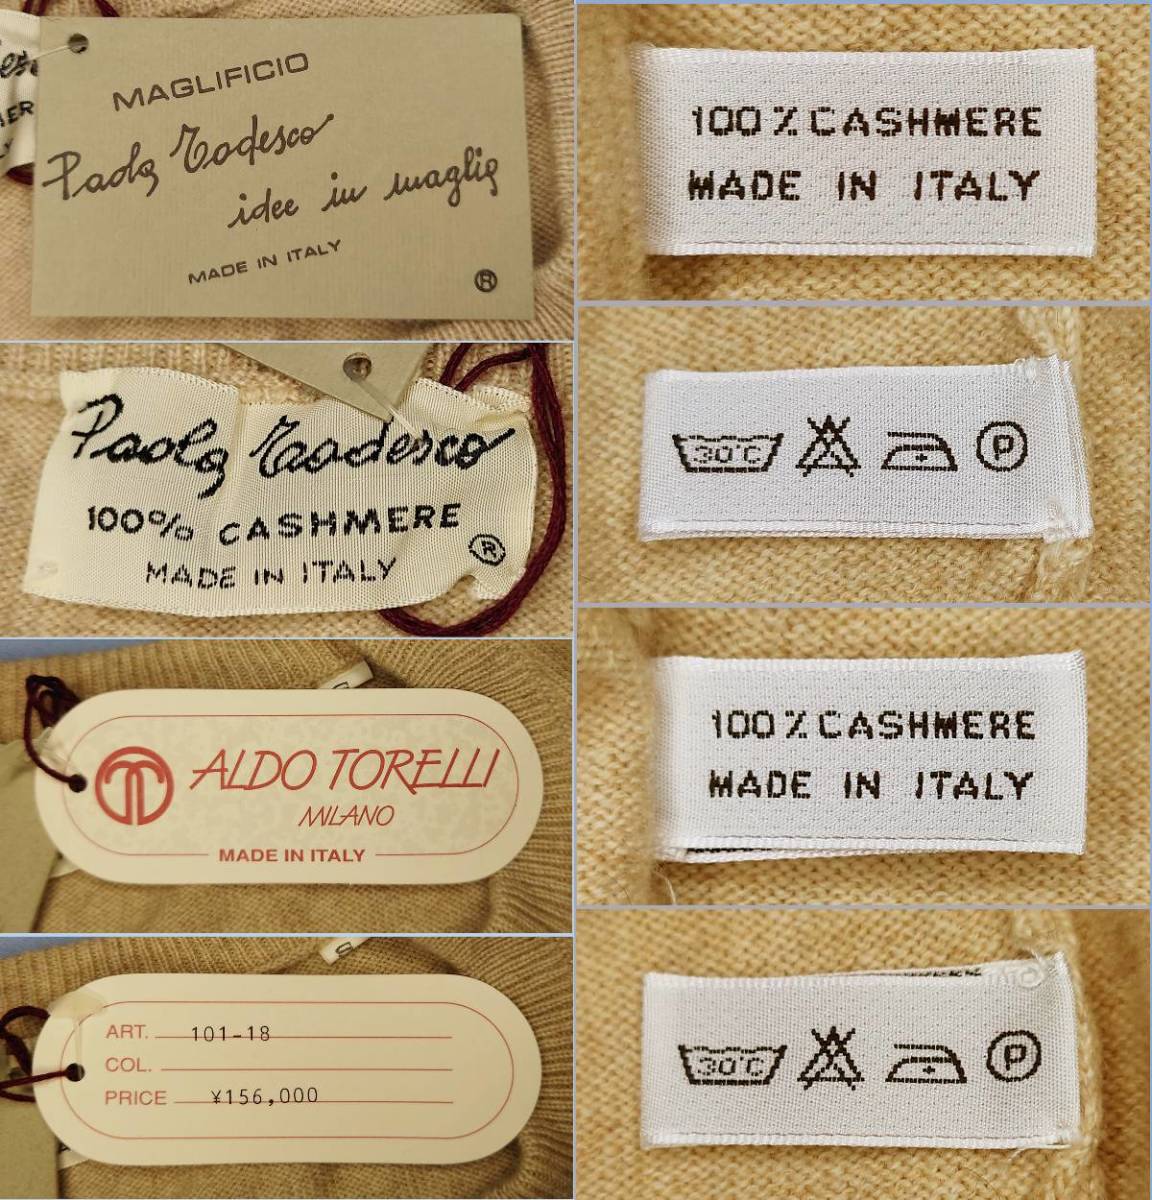 MAGLIFICIO
Paola Todesco
idee in maglia
MADE IN ITALY
®
Paola Todesco
100% CASHMERE
®
MADE IN ITALY
ALDO TORELLI
MILANO
MADE IN ITALY
ART. 101-18
COL.
PRICE ¥156,000
100% CASHMERE
MADE IN ITALY
30°C
P
100% CASHMERE
MADE IN ITALY
30°C
P